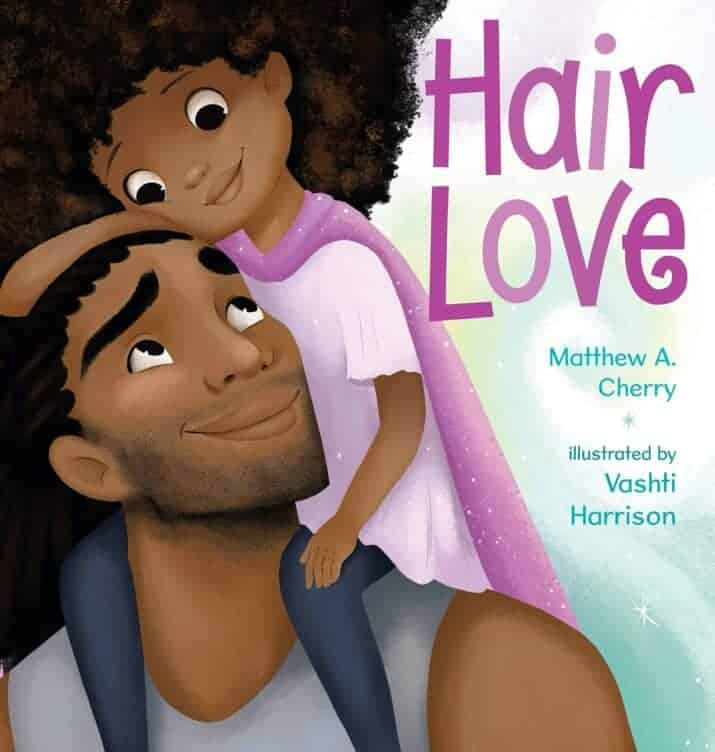 Hair
Love
Matthew A.
Cherry
illustrated by
Vashti
Harrison